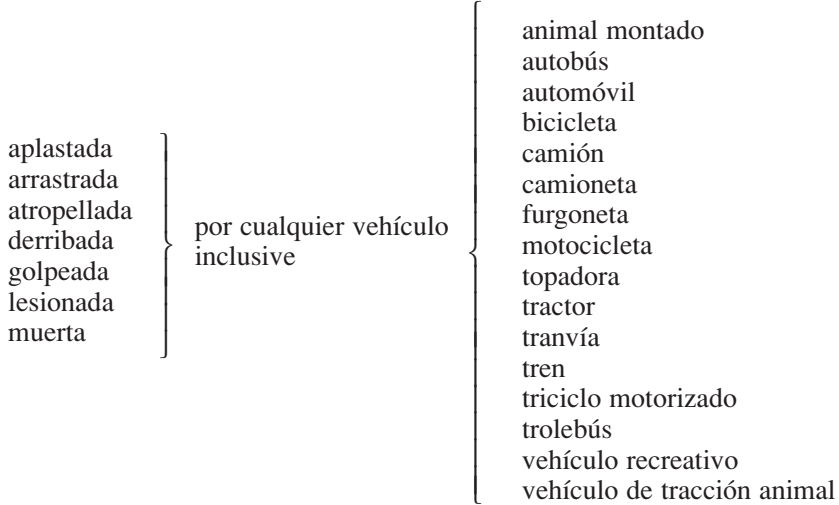 aplastada
arrastrada
atropellada
derribada
golpeada
lesionada
muerta
por cualquier vehículo
inclusive
animal montado
autobús
automóvil
bicicleta
camión
camioneta
furgoneta
motocicleta
topadora
tractor
tranvía
tren
triciclo motorizado
trolebús
vehículo recreativo
vehículo de tracción animal